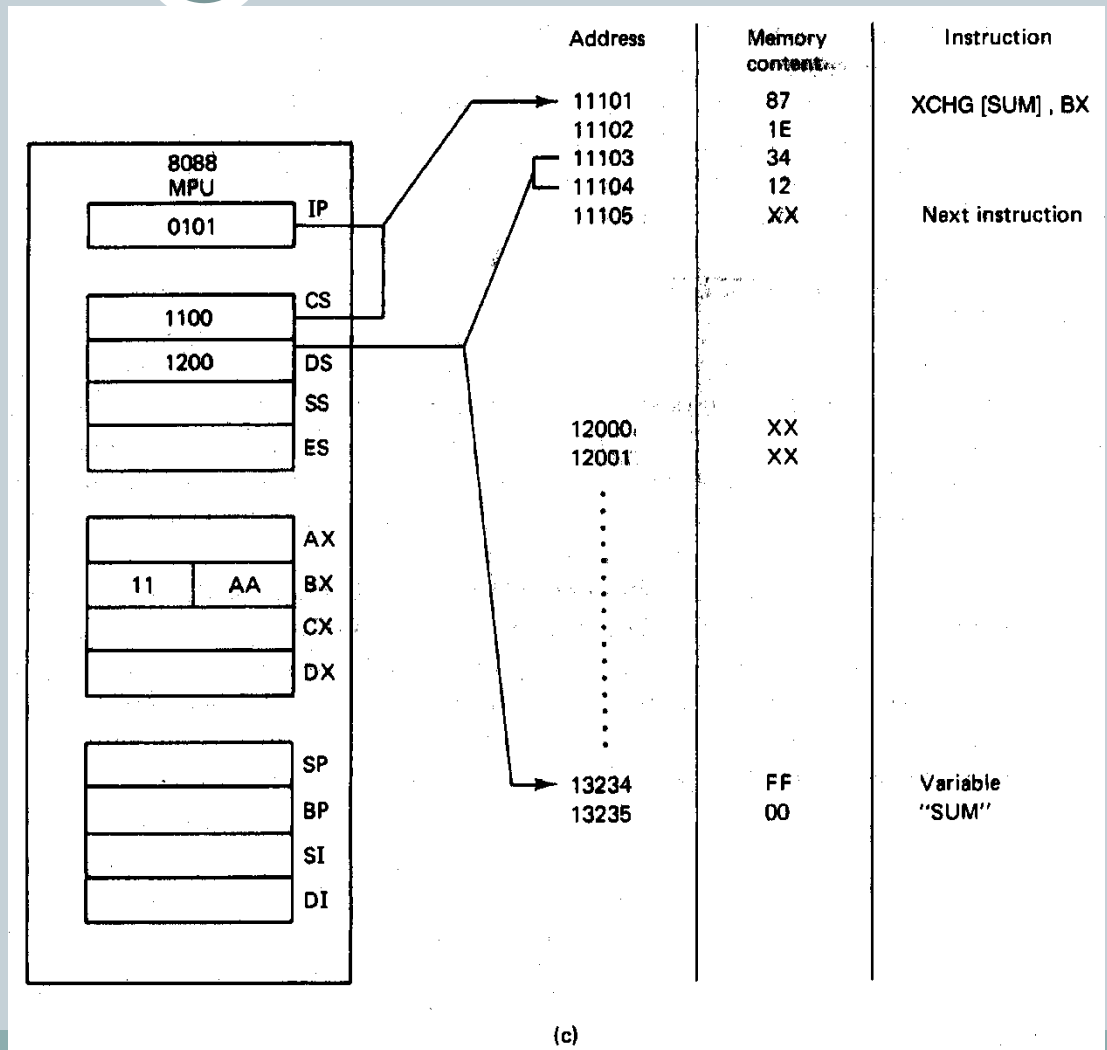 Address Memory content Instruction
11101 87 XCHG [SUM] , BX
11102 1E
11103 34
11104 12
11105 XX Next instruction
8088
MPU
IP
0101
CS
1100
1200 DS
SS
ES
12000 XX
12001 XX
AX
11 AA BX
CX
DX
SP
BP
SI
DI
13234 FF Variable
13235 00 "SUM"
(c)